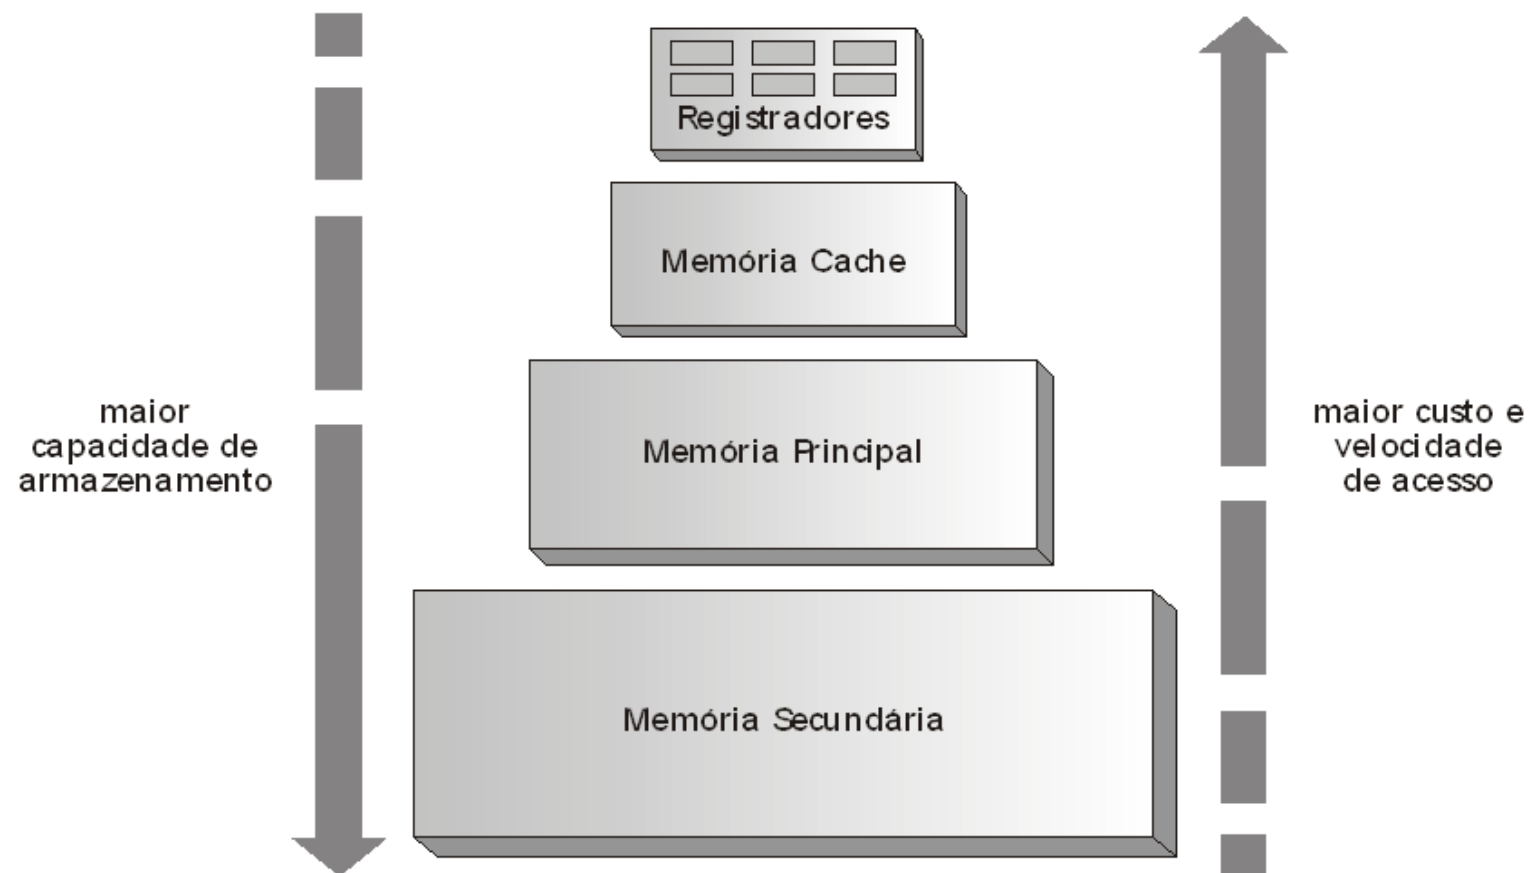 Registradores
Memória Cache
maior
capacidade de
armazenamento
maior custo e
velocidade
de acesso
Memória Principal
Memória Secundária